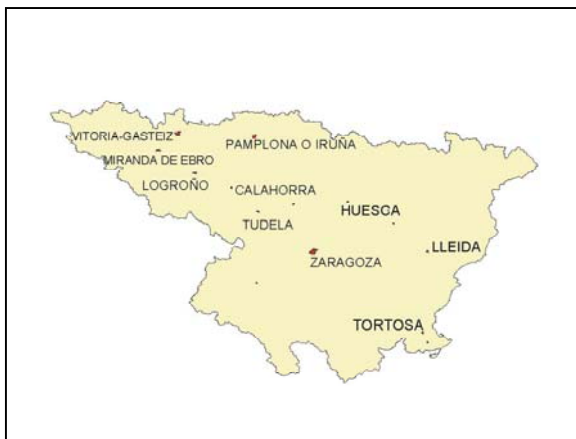 VITORIA-GASTEIZ
PAMPLONA O IRUÑA
MIRANDA DE EBRO
LOGROÑO
CALAHORRA
HUESCA
TUDELA
LLEIDA
ZARAGOZA
TORTOSA